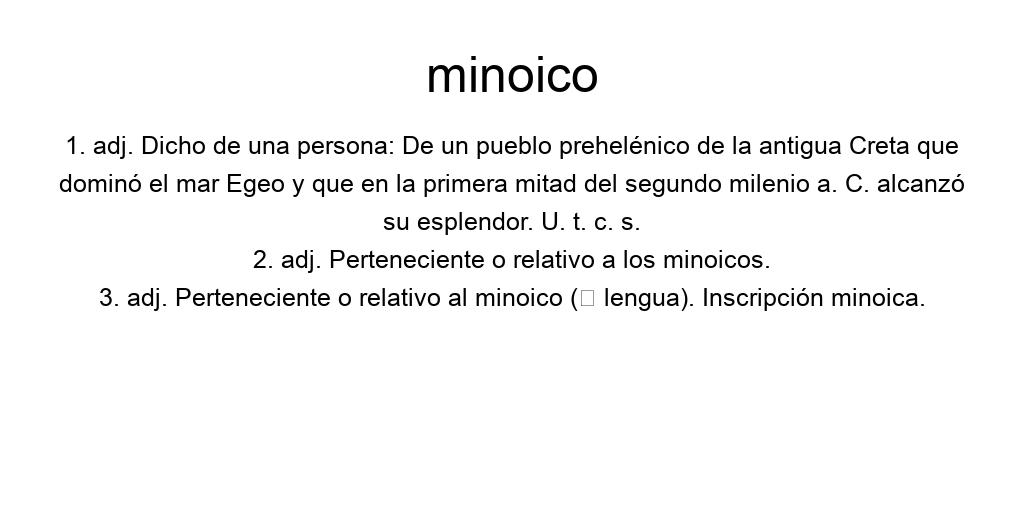 minoico
1. adj. Dicho de una persona: De un pueblo prehelénico de la antigua Creta que
dominó el mar Egeo y que en la primera mitad del segundo milenio a. C. alcanzó
su esplendor. U. t. c. s.
2. adj. Perteneciente o relativo a los minoicos.
3. adj. Perteneciente o relativo al minoico (□ lengua). Inscripción minoica.